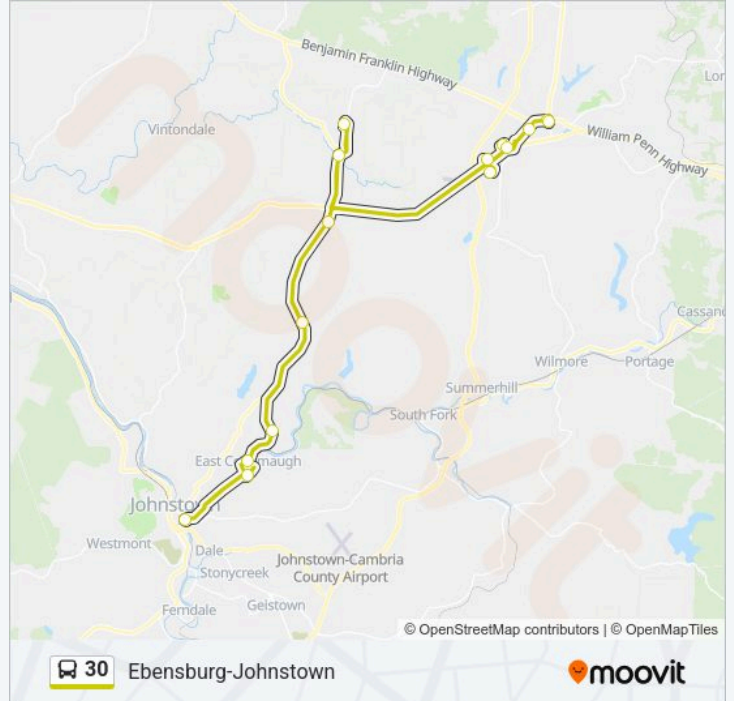 Benjamin Franklin Highway
Lor
Vintondale
William Penn Highway
Cassand
Wilmore
Portage
Summerhill
South Fork
East Conemaugh
Johnstown
Westmont
Dale
Stonycreek
Johnstown-Cambria
County Airport
Geistown
Ferndale
© OpenStreetMap contributors | © OpenMapTiles
30 Ebensburg-Johnstown
moovit
moovit